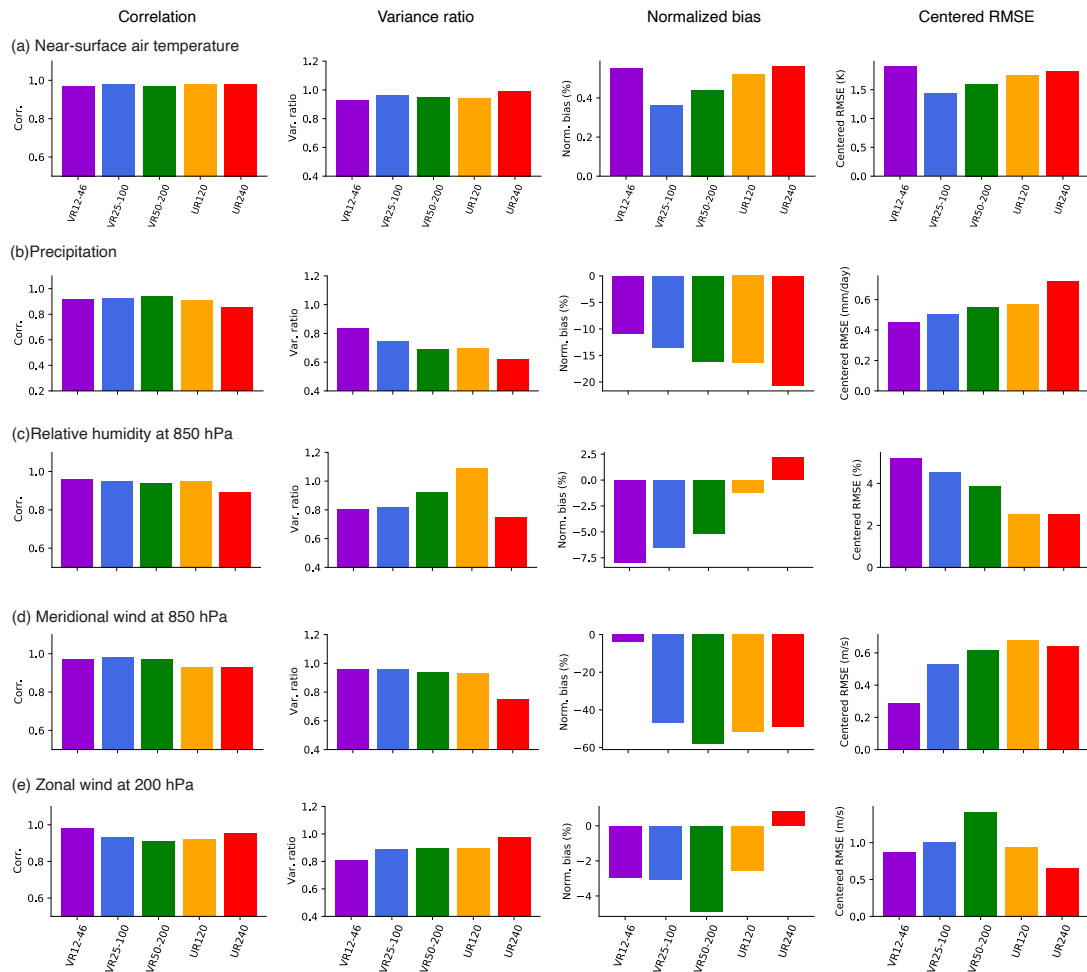 Correlation Variance ratio Normalized bias Centered RMSE
(a) Near-surface air temperature
Corr. 1.0 0.8 0.6
Var. ratio 1.2 1.0 0.8 0.6 0.4
Norm. bias (%) 0.4 0.2 0.0
Centered RMSE (K) 1.5 1.0 0.5 0.0
VR12-46 VR25-100 VR50-200 UR120 UR240
VR12-46 VR25-100 VR50-200 UR120 UR240
VR12-46 VR25-100 VR50-200 UR120 UR240
VR12-46 VR25-100 VR50-200 UR120 UR240
(b)Precipitation
Corr. 1.0 0.8 0.6 0.4 0.2
Var. ratio 1.2 1.0 0.8 0.6 0.4
Norm. bias (%) 0 −5 −10 −15 −20
Centered RMSE (mm/day) 0.6 0.4 0.2 0.0
(c)Relative humidity at 850 hPa
Corr. 1.0 0.8 0.6
Var. ratio 1.2 1.0 0.8 0.6 0.4
Norm. bias (%) 2.5 0.0 −2.5 −5.0 −7.5
Centered RMSE (%) 4 2 0
(d) Meridional wind at 850 hPa
Corr. 1.0 0.8 0.6
Var. ratio 1.2 1.0 0.8 0.6 0.4
Norm. bias (%) 0 −20 −40 −60
Centered RMSE (m/s) 0.6 0.4 0.2 0.0
(e) Zonal wind at 200 hPa
Corr. 1.0 0.8 0.6
Var. ratio 1.2 1.0 0.8 0.6 0.4
Norm. bias (%) 0 −2 −4
Centered RMSE (m/s) 1.0 0.5 0.0
VR12-46 VR25-100 VR50-200 UR120 UR240
VR12-46 VR25-100 VR50-200 UR120 UR240
VR12-46 VR25-100 VR50-200 UR120 UR240
VR12-46 VR25-100 VR50-200 UR120 UR240